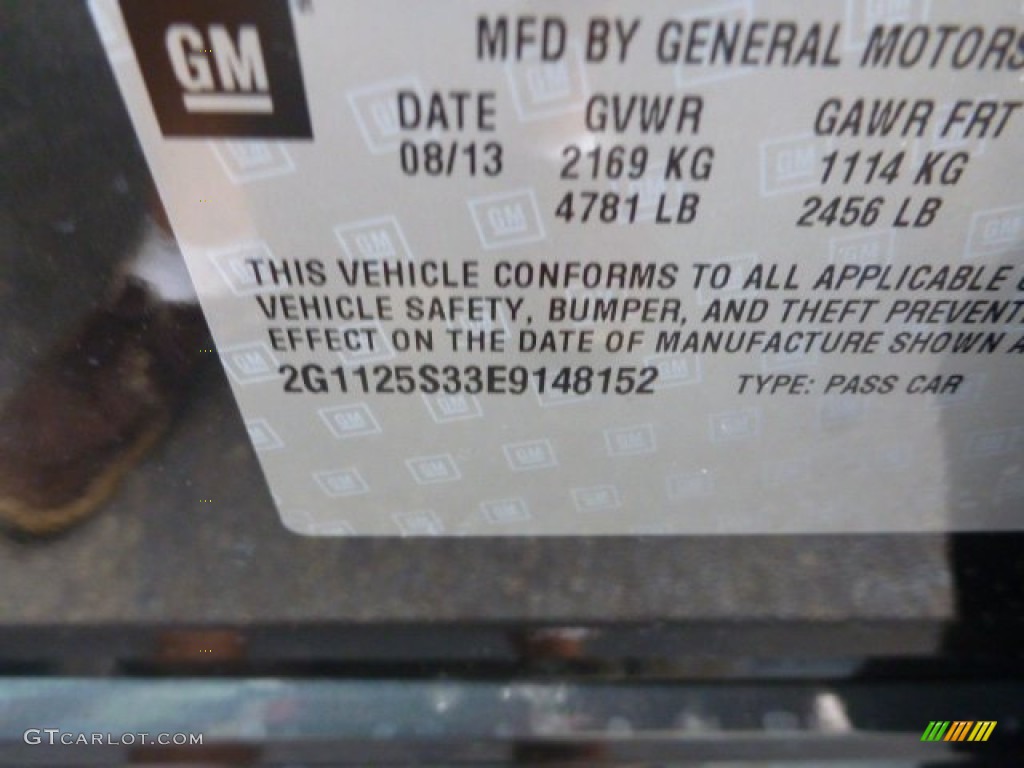 GM
MFD BY GENERAL MOTORS
DATE GVWR GAWR FRT
08/13 2169 KG 1114 KG
4781 LB 2456 LB
THIS VEHICLE CONFORMS TO ALL APPLICABLE
VEHICLE SAFETY, BUMPER, AND THEFT PREVENT
EFFECT ON THE DATE OF MANUFACTURE SHOWN A
2G1125S33E9148152 TYPE: PASS CAR
GTCARLOT.COM